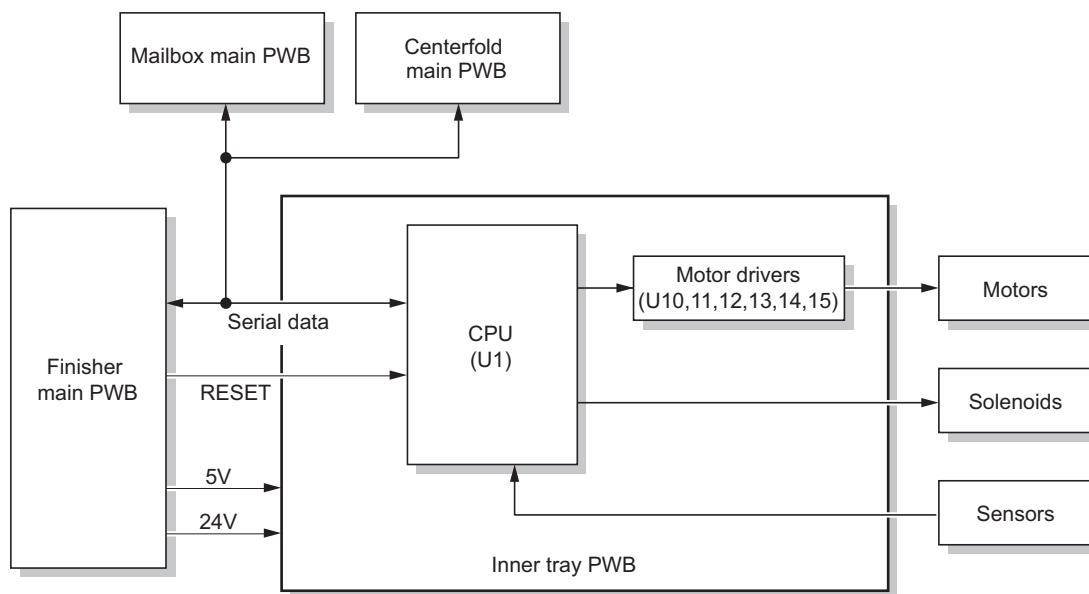 Mailbox main PWB
Centerfold
main PWB
Finisher
main PWB
Serial data
RESET
5V
24V
CPU
(U1)
Motor drivers
(U10,11,12,13,14,15)
Inner tray PWB
Motors
Solenoids
Sensors